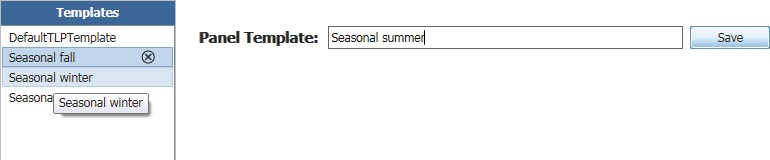 Templates
DefaultTLPTemplate
Seasonal fall
Seasonal winter
Seasona
Seasonal winter
Panel Template: Seasonal summer Save